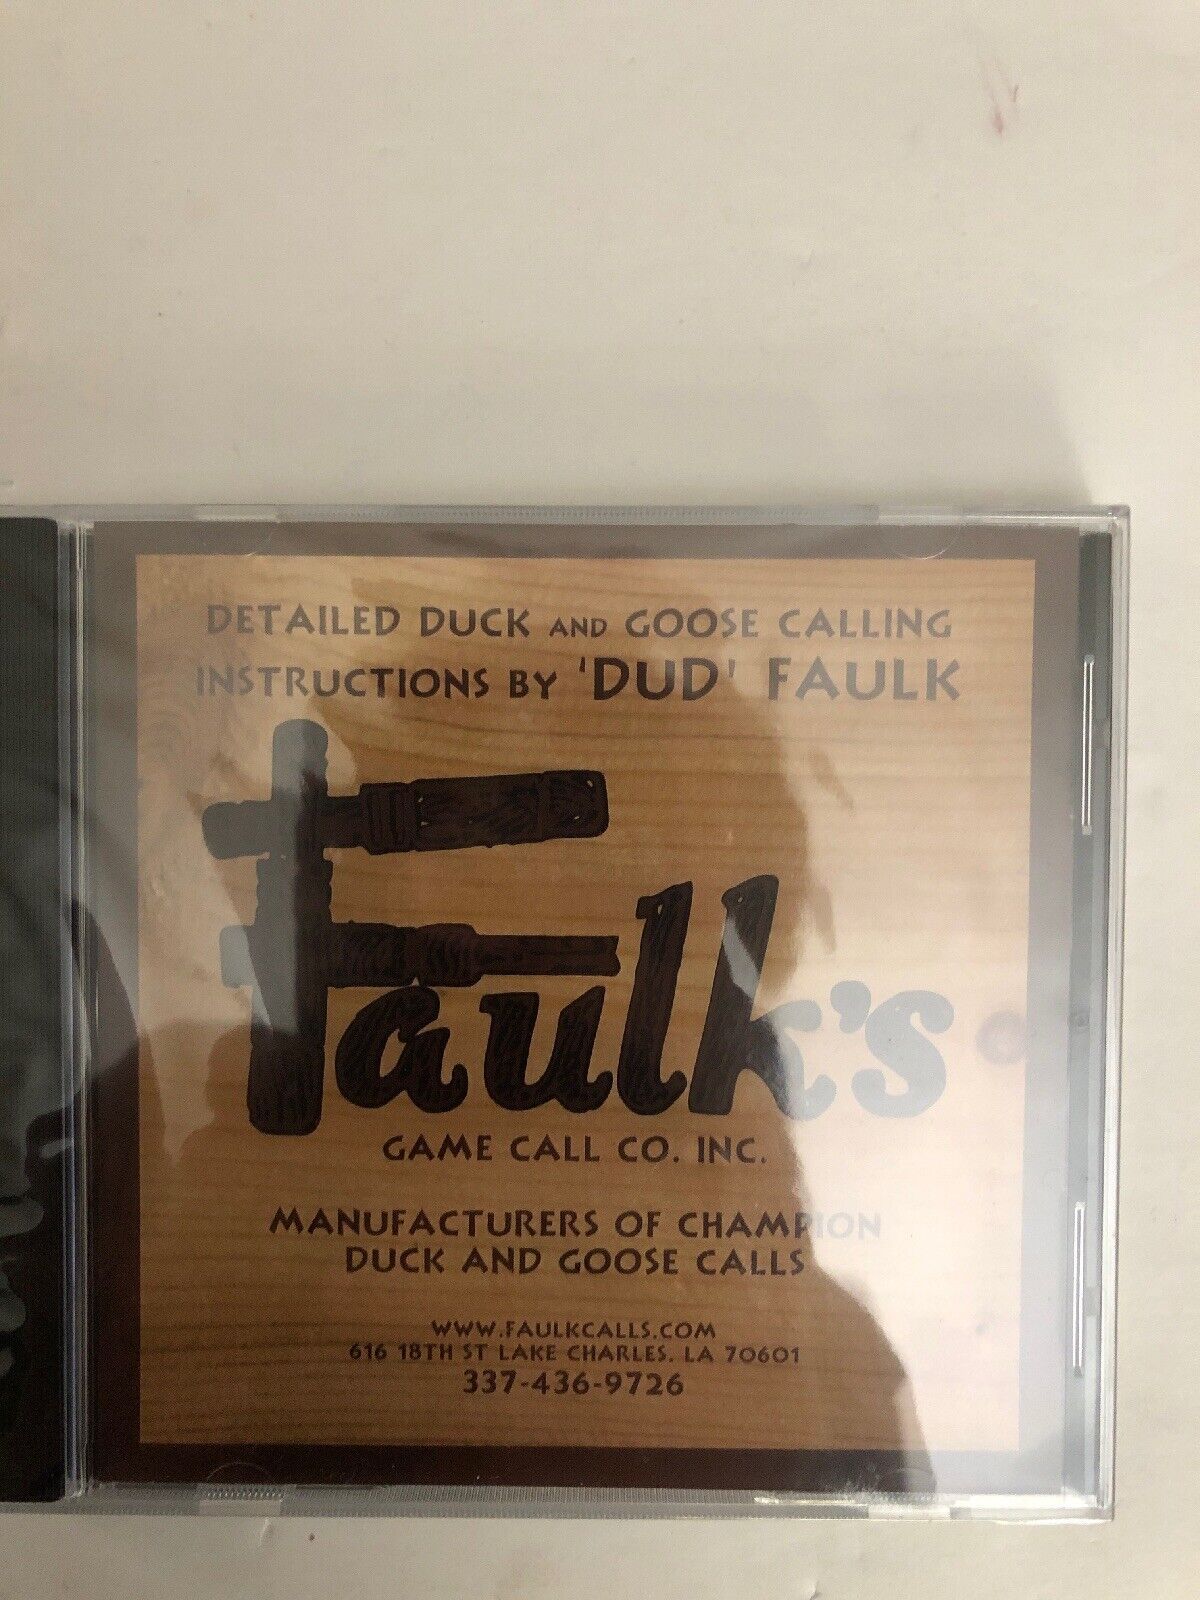 DETAILED DUCK AND GOOSE CALLING
INSTRUCTIONS BY 'DUD' FAULK
Faulk's
GAME CALL CO. INC.
MANUFACTURERS OF CHAMPION
DUCK AND GOOSE CALLS
WWW.FAULKCALLS.COM
616 18TH ST LAKE CHARLES, LA 70601
337-436-9726